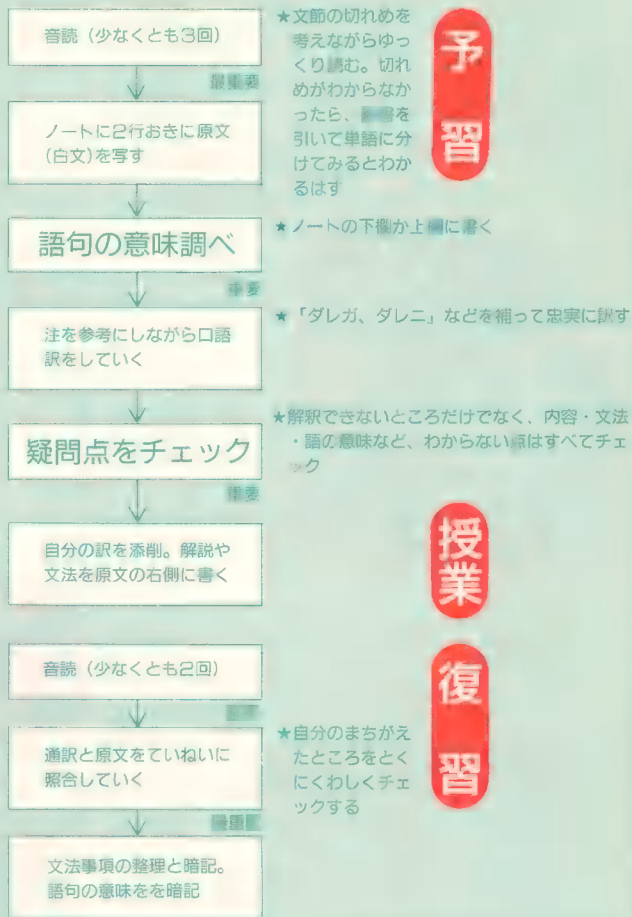 音読（少なくとも3回）
★文節の切れめを
考えながらゆっ
くり読む。切れ
めがわからなか
ったら、を
引いて単語に分
けてみるとわか
るはす
予習
最重要
ノートに2行おきに原文
(白文)を写す
語句の意味調べ
★ノートの下欄か上欄に書く
重要
注を参考にしながら口語
訳をしていく
★「ダレガ、ダレニ」などを補って忠実に訳す
疑問点をチェック
★解釈できないところだけでなく、内容・文法
・語の意味など、わからない点はすべてチェ
ック
重要
自分の訳を添削。解説や
文法を原文の右側に書く
授業
音読（少なくとも2回）
復習
通訳と原文をていねいに
照合していく
★自分のまちがえ
たところをとく
にくわしくチェ
ックする
最重
文法事項の整理と暗記。
語句の意味をを暗記